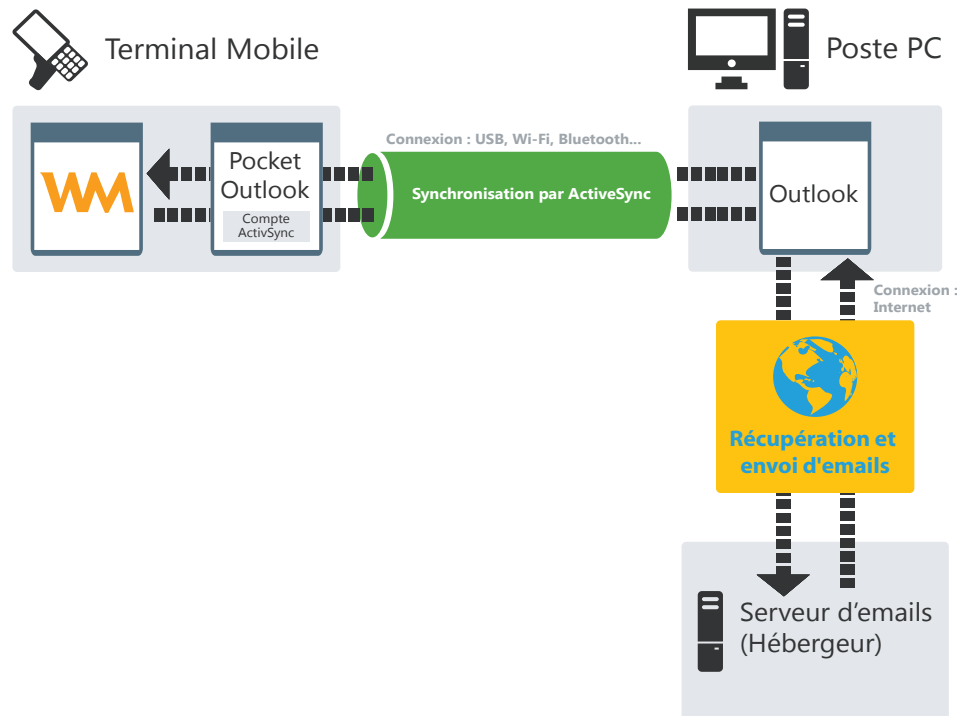 Terminal Mobile
Poste PC
Connexion : USB, Wi-Fi, Bluetooth...
WM
Pocket
Outlook
Compte
ActivSync
Synchronisation par ActiveSync
Outlook
Connexion :
Internet
Récupération et
envoi d'emails
Serveur d’emails
(Hébergeur)